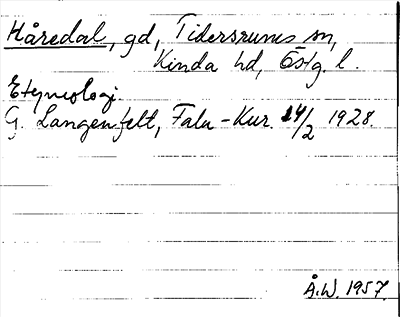 Håredal, gd, Tidersrums sn,
Kinda hd, Östg. l.
Etymologi.
G. Langenfelt, Falu-Kur. 24/2 1928.
Å.W. 1957.